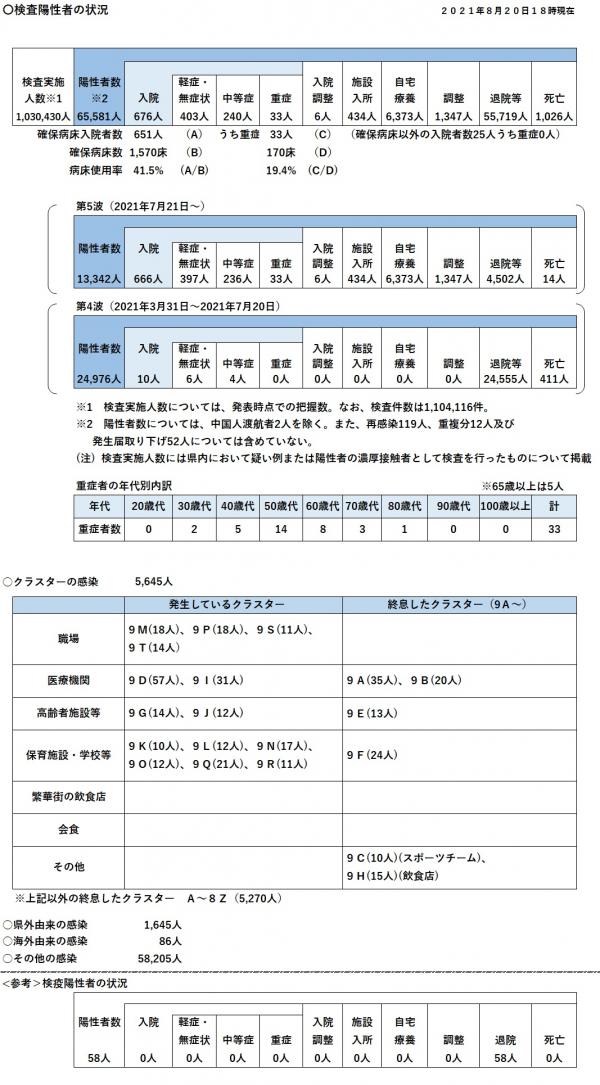 〇検査陽性者の状況
２０２１年８月２０日１８時現在
検査実施人数※1 陽性者数※2 入院 軽症・無症状 中等症 重症 入院調整 施設入所 自宅療養 調整 退院等 死亡
1,030,430人 65,581人 676人 403人 240人 33人 6人 434人 6,373人 1,347人 55,719人 1,026人
確保病床入院者数 651人 (A) うち重症 33人 (C) （確保病床以外の入院者数25人うち重症0人）
確保病床数 1,570床 (B) 170床 (D)
病床使用率 41.5% (A/B) 19.4% (C/D)
第5波（2021年7月21日～）
陽性者数 入院 軽症・無症状 中等症 重症 入院調整 施設入所 自宅療養 調整 退院等 死亡
13,342人 666人 397人 236人 33人 6人 434人 6,373人 1,347人 4,502人 14人
第4波（2021年3月31日～2021年7月20日）
陽性者数 入院 軽症・無症状 中等症 重症 入院調整 施設入所 自宅療養 調整 退院等 死亡
24,976人 10人 6人 4人 0人 0人 0人 0人 0人 24,555人 411人
※1　検査実施人数については、発表時点での把握数。なお、検査件数は1,104,116件。
※2　陽性者数については、中国人渡航者2人を除く。また、再感染119人、重複分12人及び
発生届取り下げ52人については含めていない。
（注）検査実施人数には県内において疑い例または陽性者の濃厚接触者として検査を行ったものについて掲載
重症者の年代別内訳 ※65歳以上は5人
年代 20歳代 30歳代 40歳代 50歳代 60歳代 70歳代 80歳代 90歳代 100歳以上 計
重症者数 0 2 5 14 8 3 1 0 0 33
○クラスターの感染 5,645人
発生しているクラスター 終息したクラスター（９A～）
職場 ９Ｍ(18人)、９Ｐ(18人)、９Ｓ(11人)、
９Ｔ(14人)
医療機関 ９Ｄ(57人)、９Ｉ(31人) ９Ａ(35人)、９Ｂ(20人)
高齢者施設等 ９Ｇ(14人)、９Ｊ(12人) ９Ｅ(13人)
保育施設・学校等 ９Ｋ(10人)、９Ｌ(12人)、９Ｎ(17人)、
９Ｏ(12人)、９Ｑ(21人)、９Ｒ(11人) ９Ｆ(24人)
繁華街の飲食店
会食
その他 ９Ｃ(10人)(スポーツチーム)、
９Ｈ(15人)(飲食店)
※上記以外の終息したクラスター　Ａ～８Ｚ（5,270人）
○県外由来の感染 1,645人
○海外由来の感染 86人
○その他の感染 58,205人
<参考>検疫陽性者の状況
陽性者数 入院 軽症・無症状 中等症 重症 入院調整 施設入所 自宅療養 調整 退院 死亡
58人 0人 0人 0人 0人 0人 0人 0人 0人 58人 0人